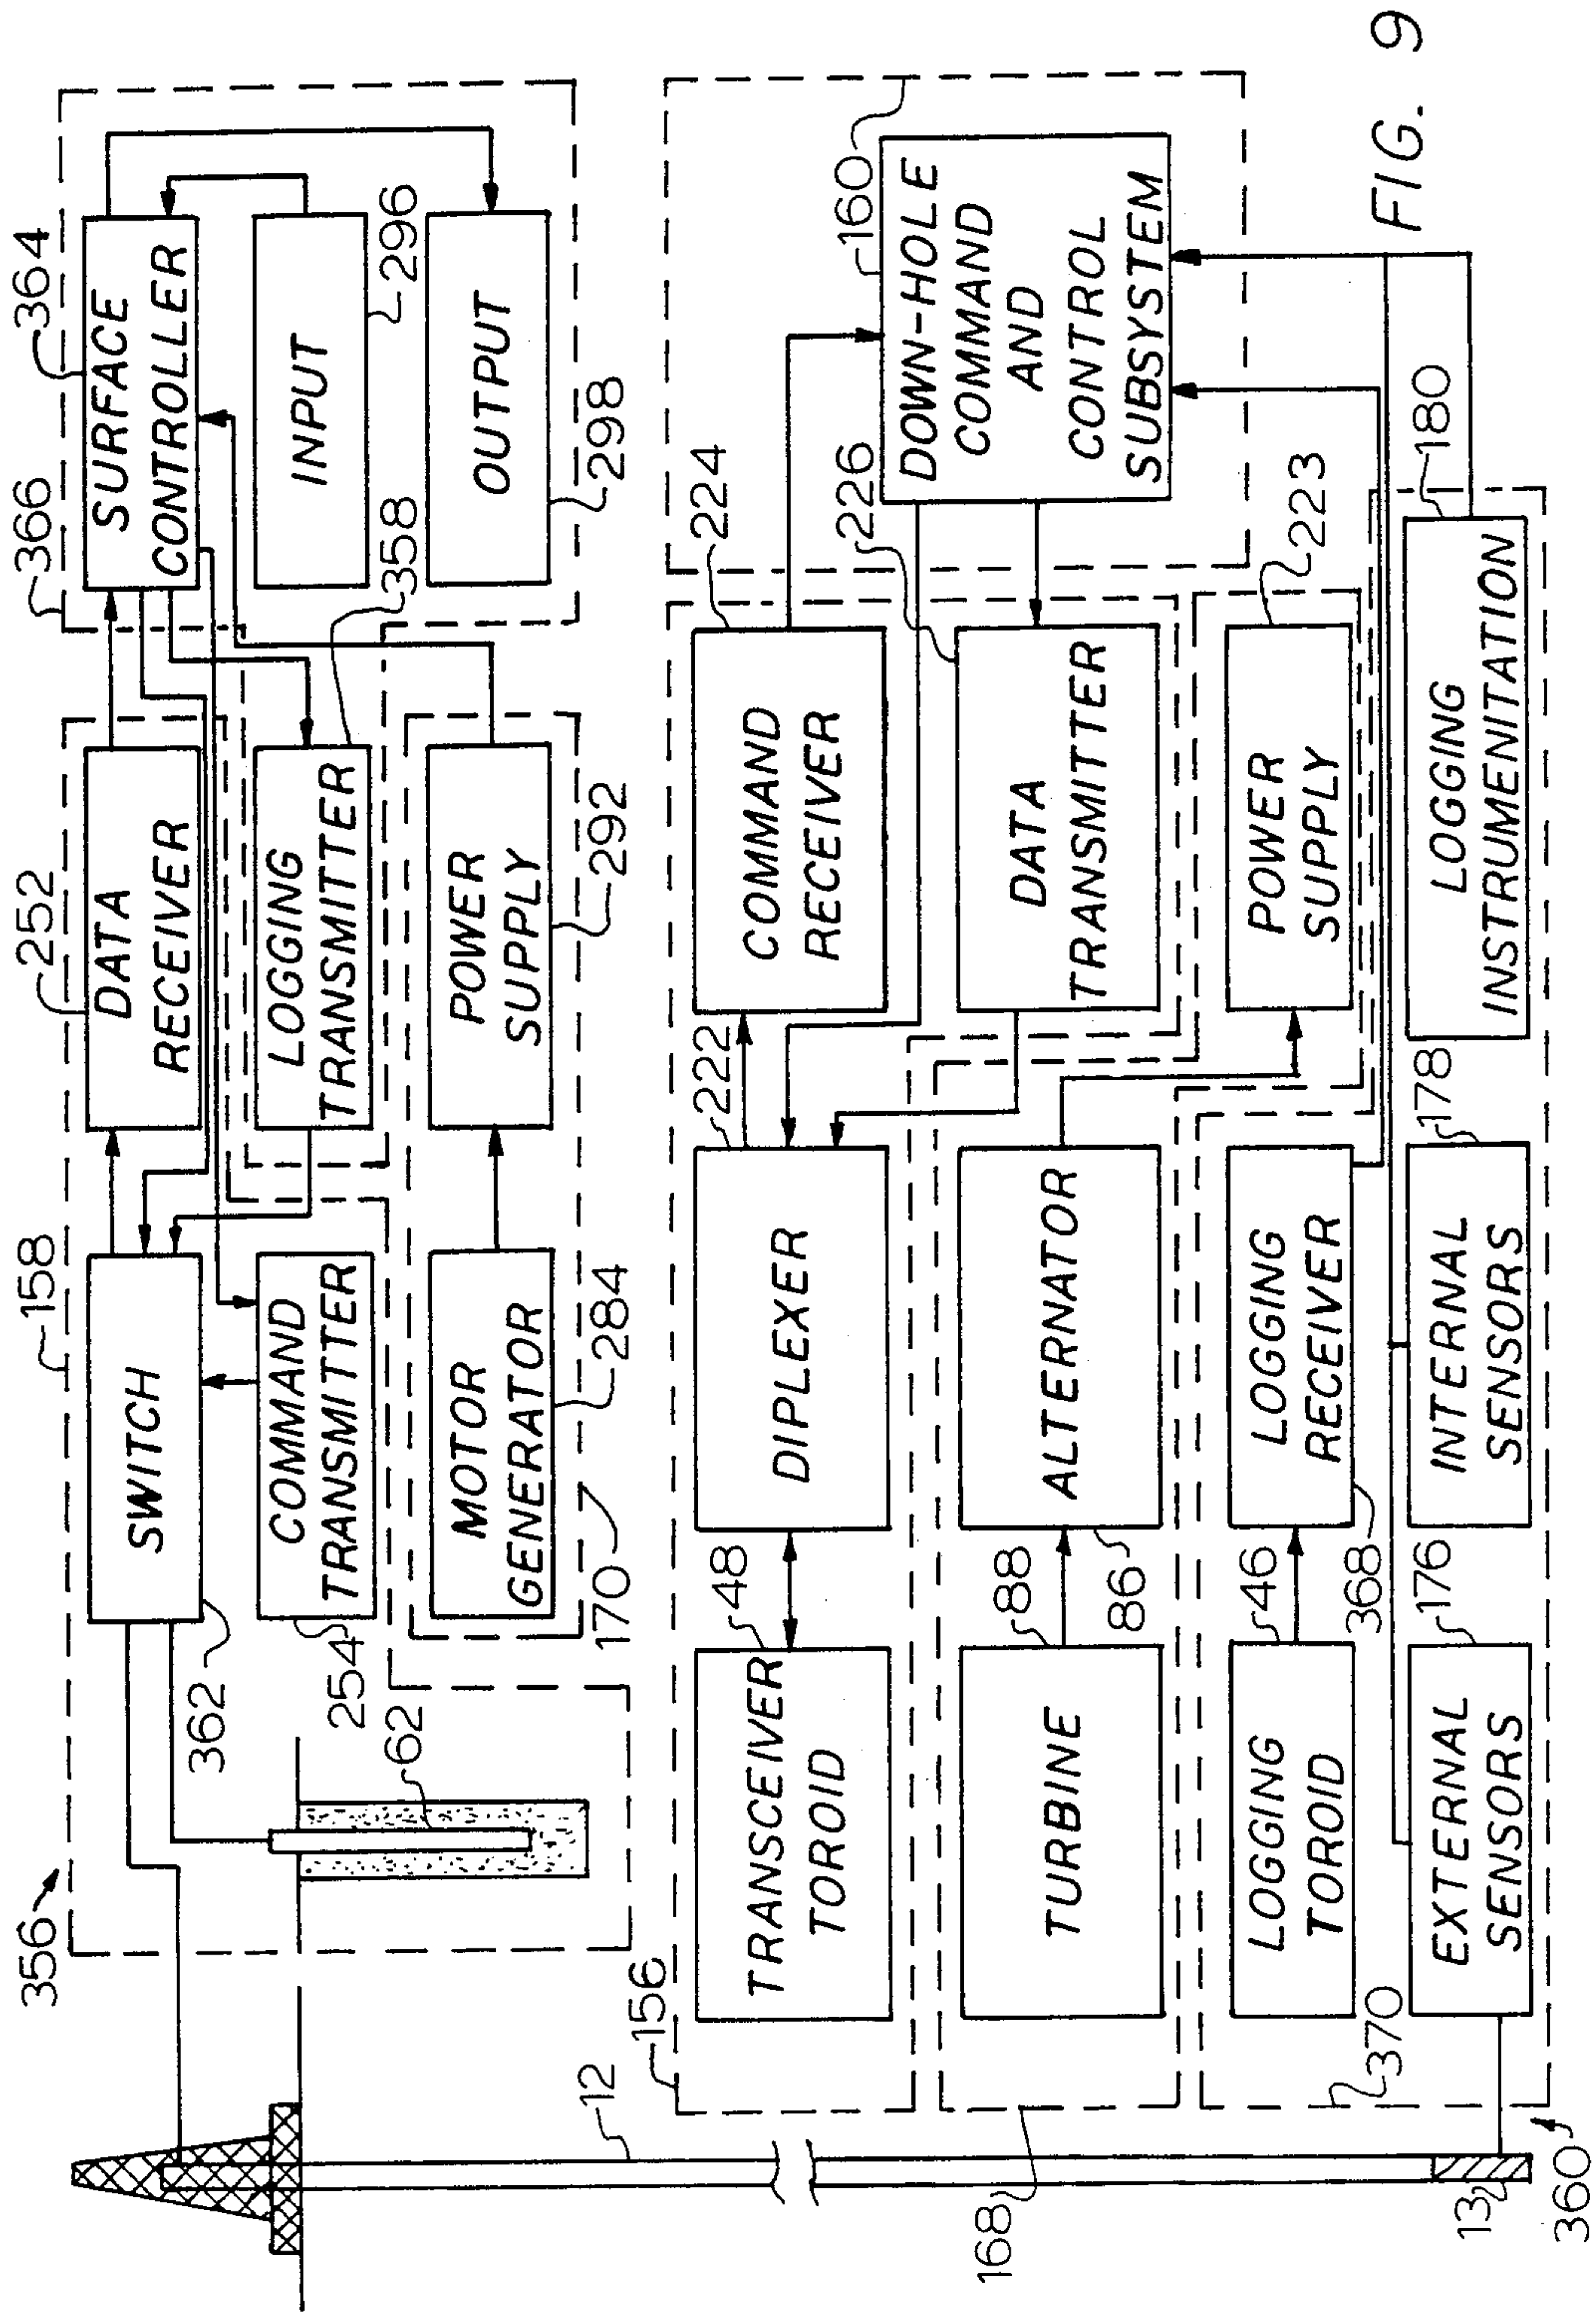 356
158
252
366
364
SWITCH
DATA
RECEIVER
SURFACE
CONTROLLER
362
COMMAND
TRANSMITTER
254
LOGGING
TRANSMITTER
358
INPUT
296
62
MOTOR
GENERATOR
284
170
POWER
SUPPLY
292
OUTPUT
298
12
156
TRANSCEIVER
TOROID
48
DIPLEXER
222
COMMAND
RECEIVER
224
226
DATA
TRANSMITTER
160
DOWN-HOLE
COMMAND
AND
CONTROL
SUBSYSTEM
168
TURBINE
88
ALTERNATOR
86
POWER
SUPPLY
223
LOGGING
TOROID
46
LOGGING
RECEIVER
368
370
EXTERNAL
SENSORS
176
INTERNAL
SENSORS
178
LOGGING
INSTRUMENITATION
180
13
360
FIG. 9